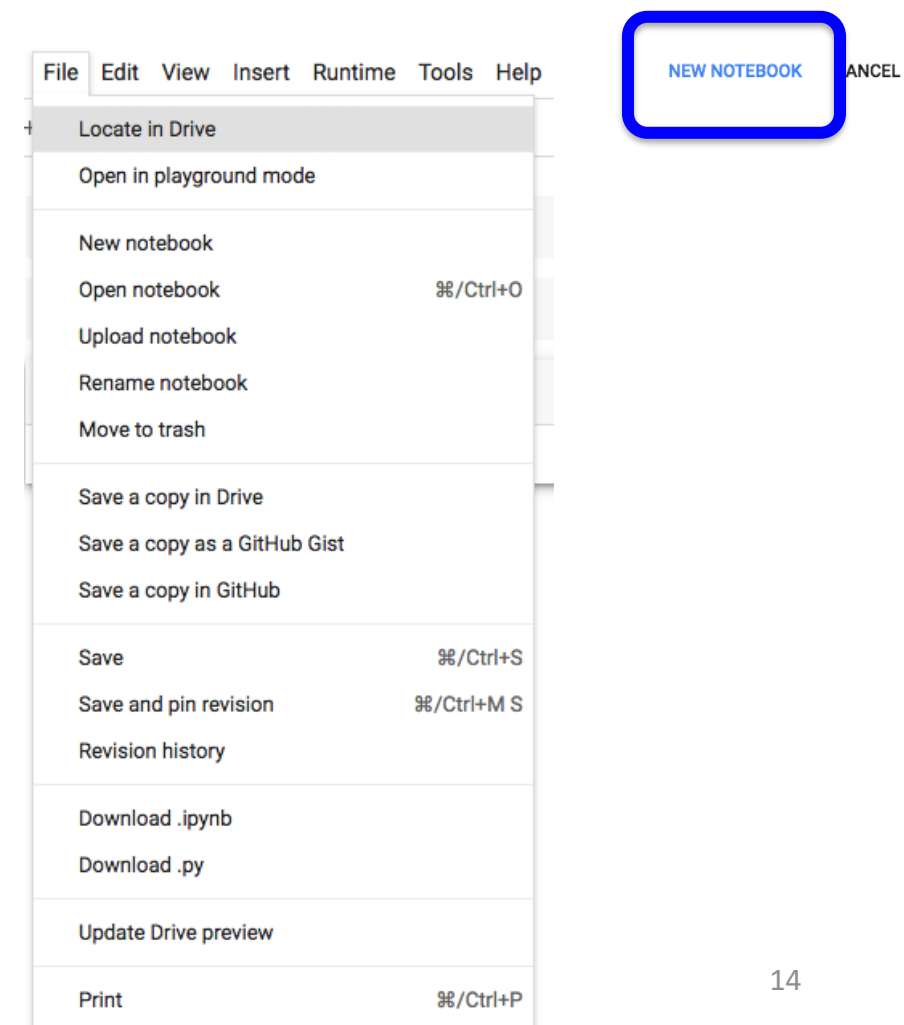 File Edit View Insert Runtime Tools Help
NEW NOTEBOOK ANCEL
Locate in Drive
Open in playground mode
New notebook
Open notebook ⌘/Ctrl+O
Upload notebook
Rename notebook
Move to trash
Save a copy in Drive
Save a copy as a GitHub Gist
Save a copy in GitHub
Save ⌘/Ctrl+S
Save and pin revision ⌘/Ctrl+M S
Revision history
Download .ipynb
Download .py
Update Drive preview
Print ⌘/Ctrl+P
14